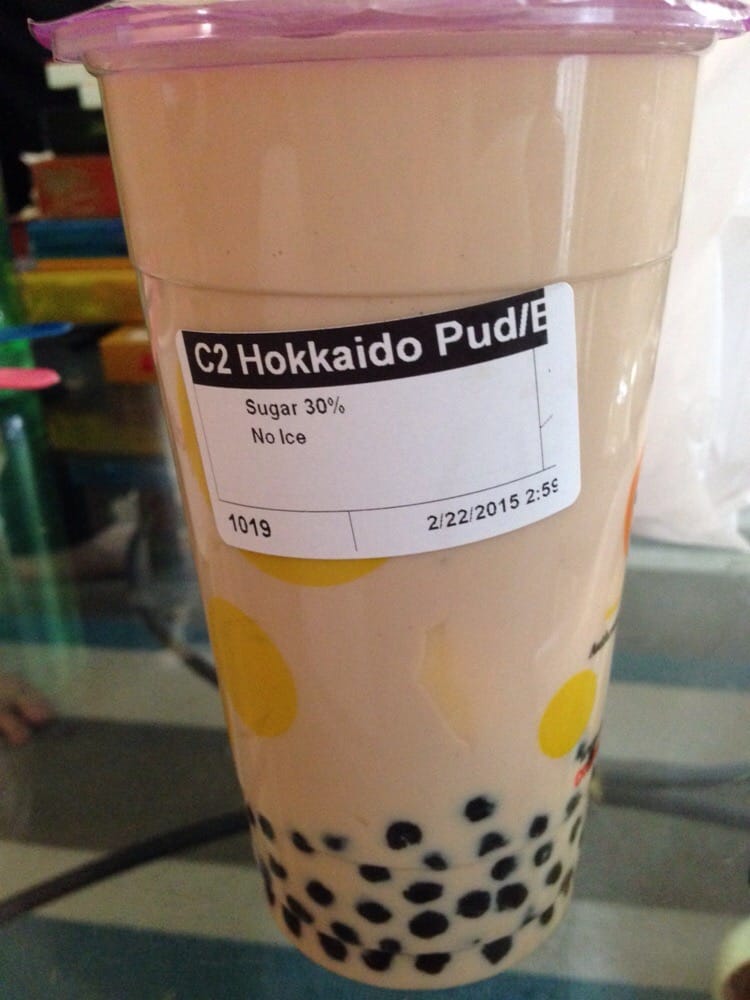 C2 Hokkaido Pud/E
Sugar 30%
No Ice
1019
2/22/2015 2:59